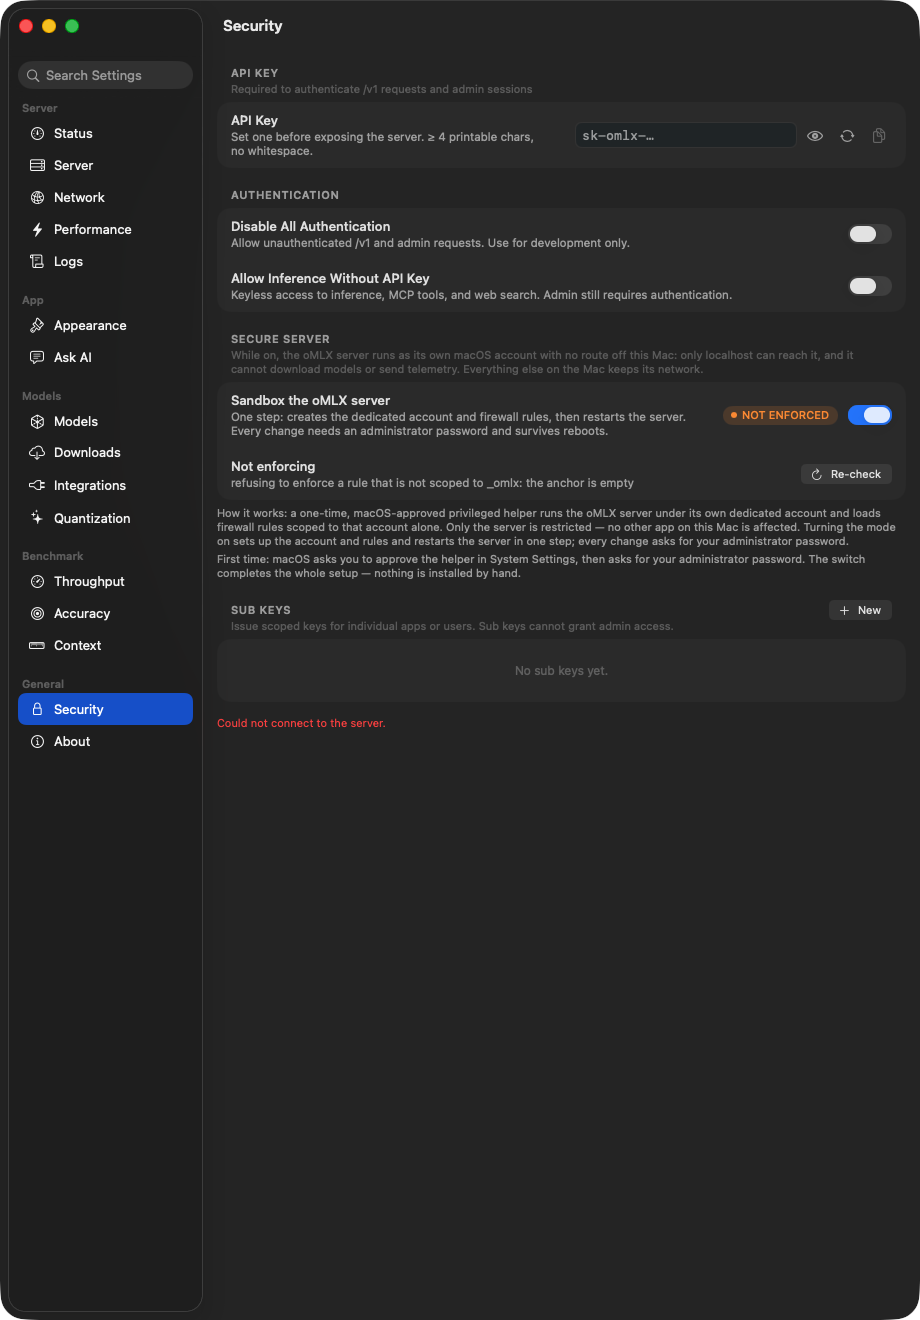 Security
Search Settings
Server
Status
Server
Network
Performance
Logs
App
Appearance
Ask AI
Models
Models
Downloads
Integrations
Quantization
Benchmark
Throughput
Accuracy
Context
General
Security
About
API KEY
Required to authenticate /v1 requests and admin sessions
API Key
Set one before exposing the server. ≥ 4 printable chars,
no whitespace.
sk-omlx-…
AUTHENTICATION
Disable All Authentication
Allow unauthenticated /v1 and admin requests. Use for development only.
Allow Inference Without API Key
Keyless access to inference, MCP tools, and web search. Admin still requires authentication.
SECURE SERVER
While on, the oMLX server runs as its own macOS account with no route off this Mac: only localhost can reach it, and it
cannot download models or send telemetry. Everything else on the Mac keeps its network.
Sandbox the oMLX server
One step: creates the dedicated account and firewall rules, then restarts the server.
Every change needs an administrator password and survives reboots.
NOT ENFORCED
Not enforcing
refusing to enforce a rule that is not scoped to _omlx: the anchor is empty
Re-check
How it works: a one-time, macOS-approved privileged helper runs the oMLX server under its own dedicated account and loads
firewall rules scoped to that account alone. Only the server is restricted — no other app on this Mac is affected. Turning the mode
on sets up the account and rules and restarts the server in one step; every change asks for your administrator password.
First time: macOS asks you to approve the helper in System Settings, then asks for your administrator password. The switch
completes the whole setup — nothing is installed by hand.
SUB KEYS
Issue scoped keys for individual apps or users. Sub keys cannot grant admin access.
New
No sub keys yet.
Could not connect to the server.